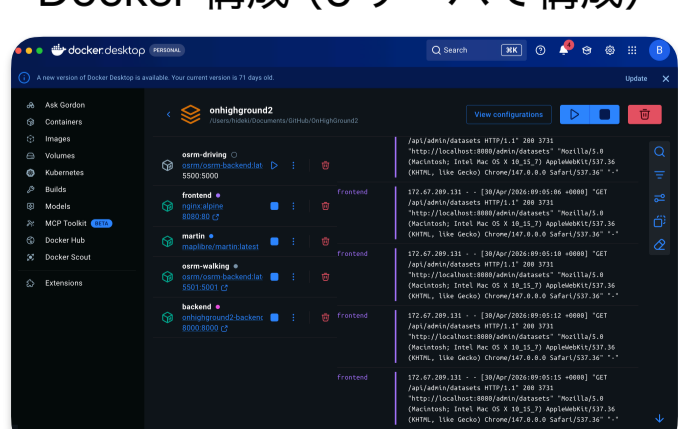 Docker 構成 (5 サーバで構成)
docker desktop PERSONAL
Search ⌘K
B
A new version of Docker Desktop is available. Your current version is 71 days old.
Update
Ask Gordon
Containers
Images
Volumes
Kubernetes
Builds
Models
MCP Toolkit BETA
Docker Hub
Docker Scout
Extensions
onhighground2
/Users/hideki/Documents/GitHub/OnHighGround2
View configurations
osrm-driving
osrm/osrm-backend:lat
5500:5000
frontend
nginx:alpine
8080:80
martin
maplibre/martin:latest
osrm-walking
osrm/osrm-backend:lat
5501:5001
backend
onhighground2-backenc
8000:8000
/api/admin/datasets HTTP/1.1" 200 3731
"http://localhost:8080/admin/datasets" "Mozilla/5.0
(Macintosh; Intel Mac OS X 10_15_7) AppleWebKit/537.36
(KHTML, like Gecko) Chrome/147.0.0.0 Safari/537.36" "-"
frontend
172.67.209.131 - - [30/Apr/2026:09:05:06 +0000] "GET
/api/admin/datasets HTTP/1.1" 200 3731
"http://localhost:8080/admin/datasets" "Mozilla/5.0
(Macintosh; Intel Mac OS X 10_15_7) AppleWebKit/537.36
(KHTML, like Gecko) Chrome/147.0.0.0 Safari/537.36" "-"
frontend
172.67.209.131 - - [30/Apr/2026:09:05:10 +0000] "GET
/api/admin/datasets HTTP/1.1" 200 3731
"http://localhost:8080/admin/datasets" "Mozilla/5.0
(Macintosh; Intel Mac OS X 10_15_7) AppleWebKit/537.36
(KHTML, like Gecko) Chrome/147.0.0.0 Safari/537.36" "-"
frontend
172.67.209.131 - - [30/Apr/2026:09:05:12 +0000] "GET
/api/admin/datasets HTTP/1.1" 200 3731
"http://localhost:8080/admin/datasets" "Mozilla/5.0
(Macintosh; Intel Mac OS X 10_15_7) AppleWebKit/537.36
(KHTML, like Gecko) Chrome/147.0.0.0 Safari/537.36" "-"
frontend
172.67.209.131 - - [30/Apr/2026:09:05:15 +0000] "GET
/api/admin/datasets HTTP/1.1" 200 3731
"http://localhost:8080/admin/datasets" "Mozilla/5.0
(Macintosh; Intel Mac OS X 10_15_7) AppleWebKit/537.36
(KHTML, like Gecko) Chrome/147.0.0.0 Safari/537.36" "-"